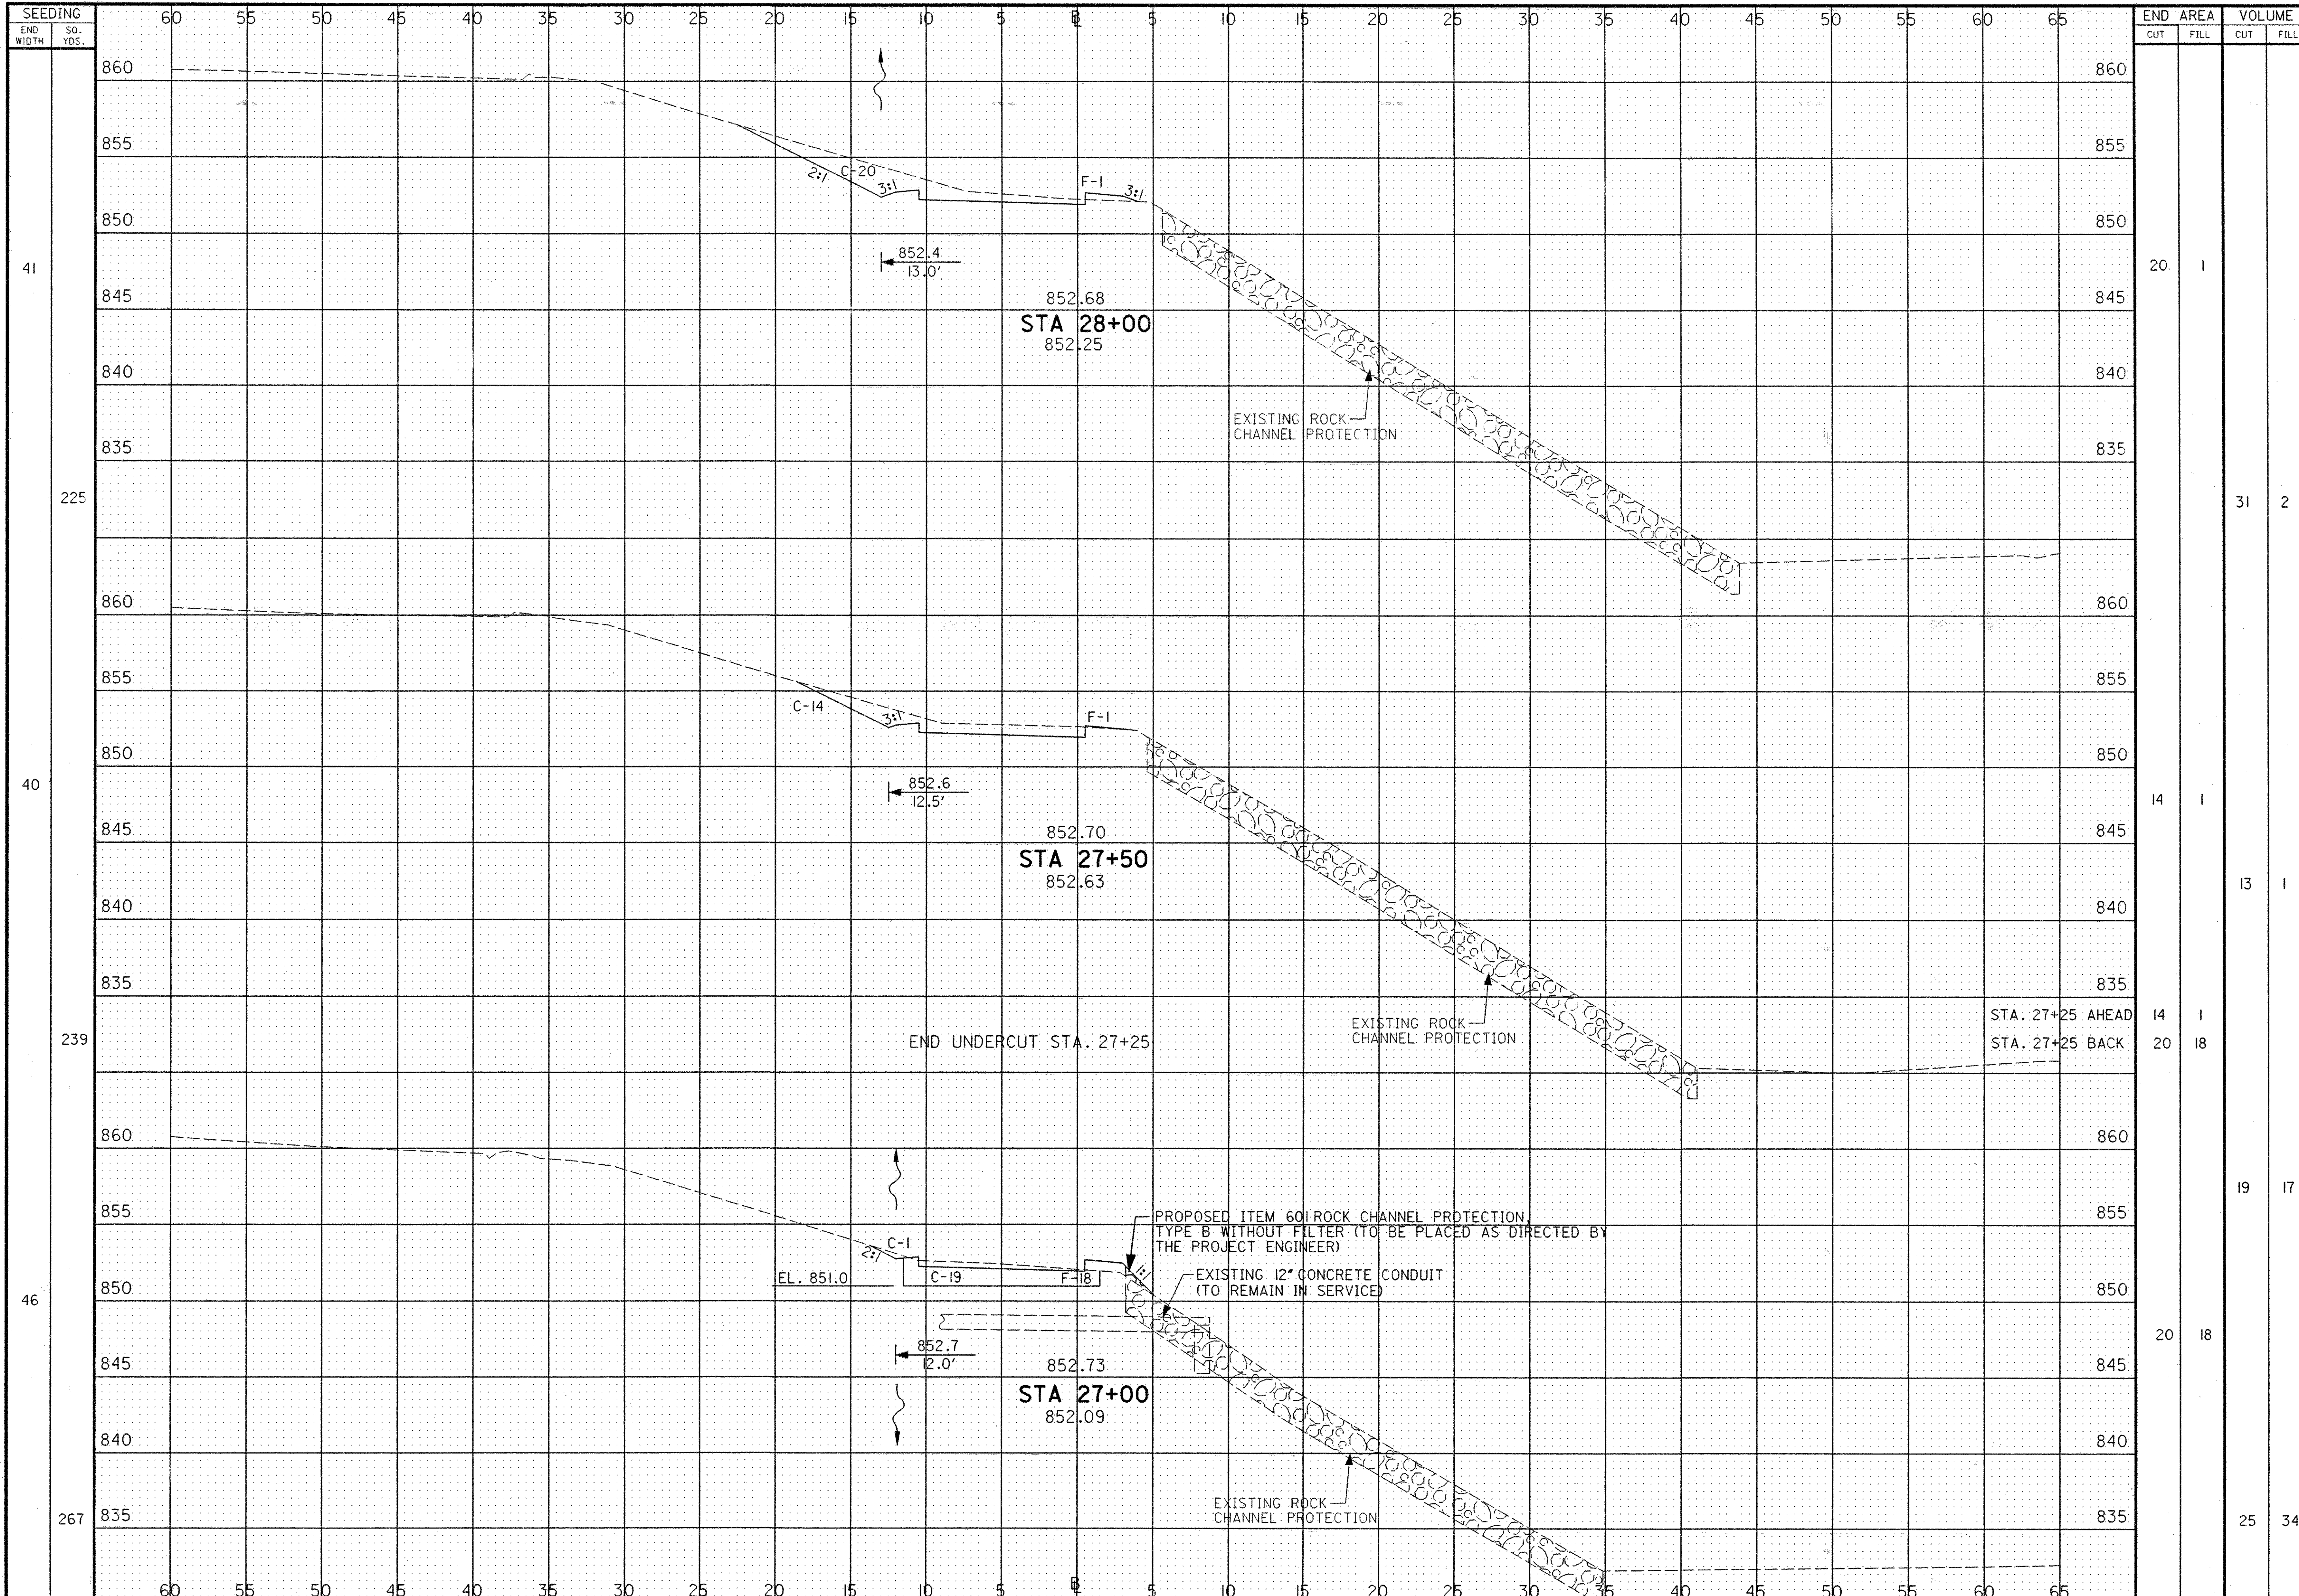 SEEDING
END WIDTH
SQ. YDS.
60 55 50 45 40 35 30 25 20 15 10 5 ℄ 5 10 15 20 25 30 35 40 45 50 55 60 65
END AREA
CUT FILL
VOLUME
CUT FILL
860 860
855 855
C-20
2:1
3:1
F-1
3:1
850 850
852.4
13.0'
41
20 1
845 845
852.68
STA 28+00
852.25
840 840
EXISTING ROCK
CHANNEL PROTECTION
835 835
225
31 2
860 860
855 855
C-14
3:1
F-1
850 850
852.6
12.5'
40
14 1
845 845
852.70
STA 27+50
852.63
13 1
840 840
835 835
EXISTING ROCK
CHANNEL PROTECTION
STA. 27+25 AHEAD 14 1
END UNDERCUT STA. 27+25
STA. 27+25 BACK 20 18
239
860 860
19 17
855 855
PROPOSED ITEM 601 ROCK CHANNEL PROTECTION,
TYPE B WITHOUT FILTER (TO BE PLACED AS DIRECTED BY
THE PROJECT ENGINEER)
C-1
2:1
1:1
EL. 851.0
C-19
F-18
EXISTING 12" CONCRETE CONDUIT
(TO REMAIN IN SERVICE)
850 850
46
20 18
852.7
12.0'
845 845
852.73
STA 27+00
852.09
840 840
EXISTING ROCK
CHANNEL PROTECTION
835 835
267
25 34
60 55 50 45 40 35 30 25 20 15 10 5 ℄ 5 10 15 20 25 30 35 40 45 50 55 60 65